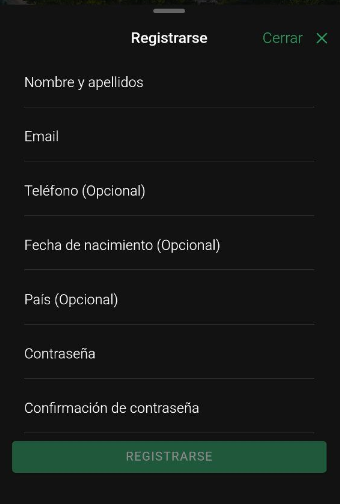 Registrarse
Cerrar
Nombre y apellidos
Email
Teléfono (Opcional)
Fecha de nacimiento (Opcional)
País (Opcional)
Contraseña
Confirmación de contraseña
REGISTRARSE